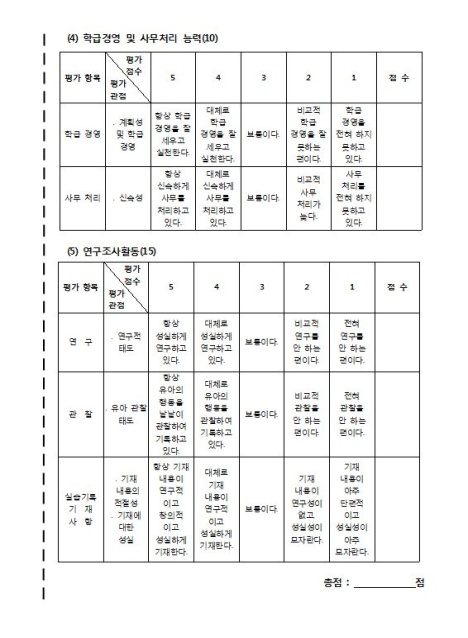 (4) 학급경영 및 사무처리 능력(10)
평가 항목
평가
점수
평가
관점
5
4
3
2
1
점 수
학급 경영
. 계획성
및 학급
경영
항상 학급
경영을 잘
세우고
실천한다.
대체로
학급
경영을 잘
세우고
실천한다.
보통이다.
비교적
학급
경영을 잘
못하는
편이다.
학급
경영을
전혀 하지
못하고
있다.
사무 처리
. 신속성
항상
신속하게
사무를
처리하고
있다.
대체로
신속하게
사무를
처리하고
있다.
보통이다.
비교적
사무
처리가
늦다.
사무
처리를
전혀 하지
못하고
있다.
(5) 연구조사활동(15)
평가 항목
평가
점수
평가
관점
5
4
3
2
1
점 수
연 구
. 연구적
태도
항상
성실하게
연구하고
있다.
대체로
성실하게
연구하고
있다.
보통이다.
비교적
연구를
안 하는
편이다.
전혀
연구를
안 하는
편이다.
관 찰
. 유아 관찰
태도
항상
유아의
행동을
낱낱이
관찰하여
기록하고
있다.
대체로
유아의
행동을
관찰하여
기록하고
있다.
보통이다.
비교적
관찰을
안 하는
편이다.
전혀
관찰을
안 하는
편이다.
실습기록
기 재
사 항
. 기재
내용의
적절성
. 기재에
대한
성실
항상 기재
내용이
연구적
이고
창의적
이고
성실하게
기재한다.
대체로
기재
내용이
연구적
이고
성실하게
기재한다.
보통이다.
기재
내용이
연구성이
없고
성실성이
모자란다.
기재
내용이
아주
단편적
이고
성실성이
아주
모자란다.
총점 : ____________점